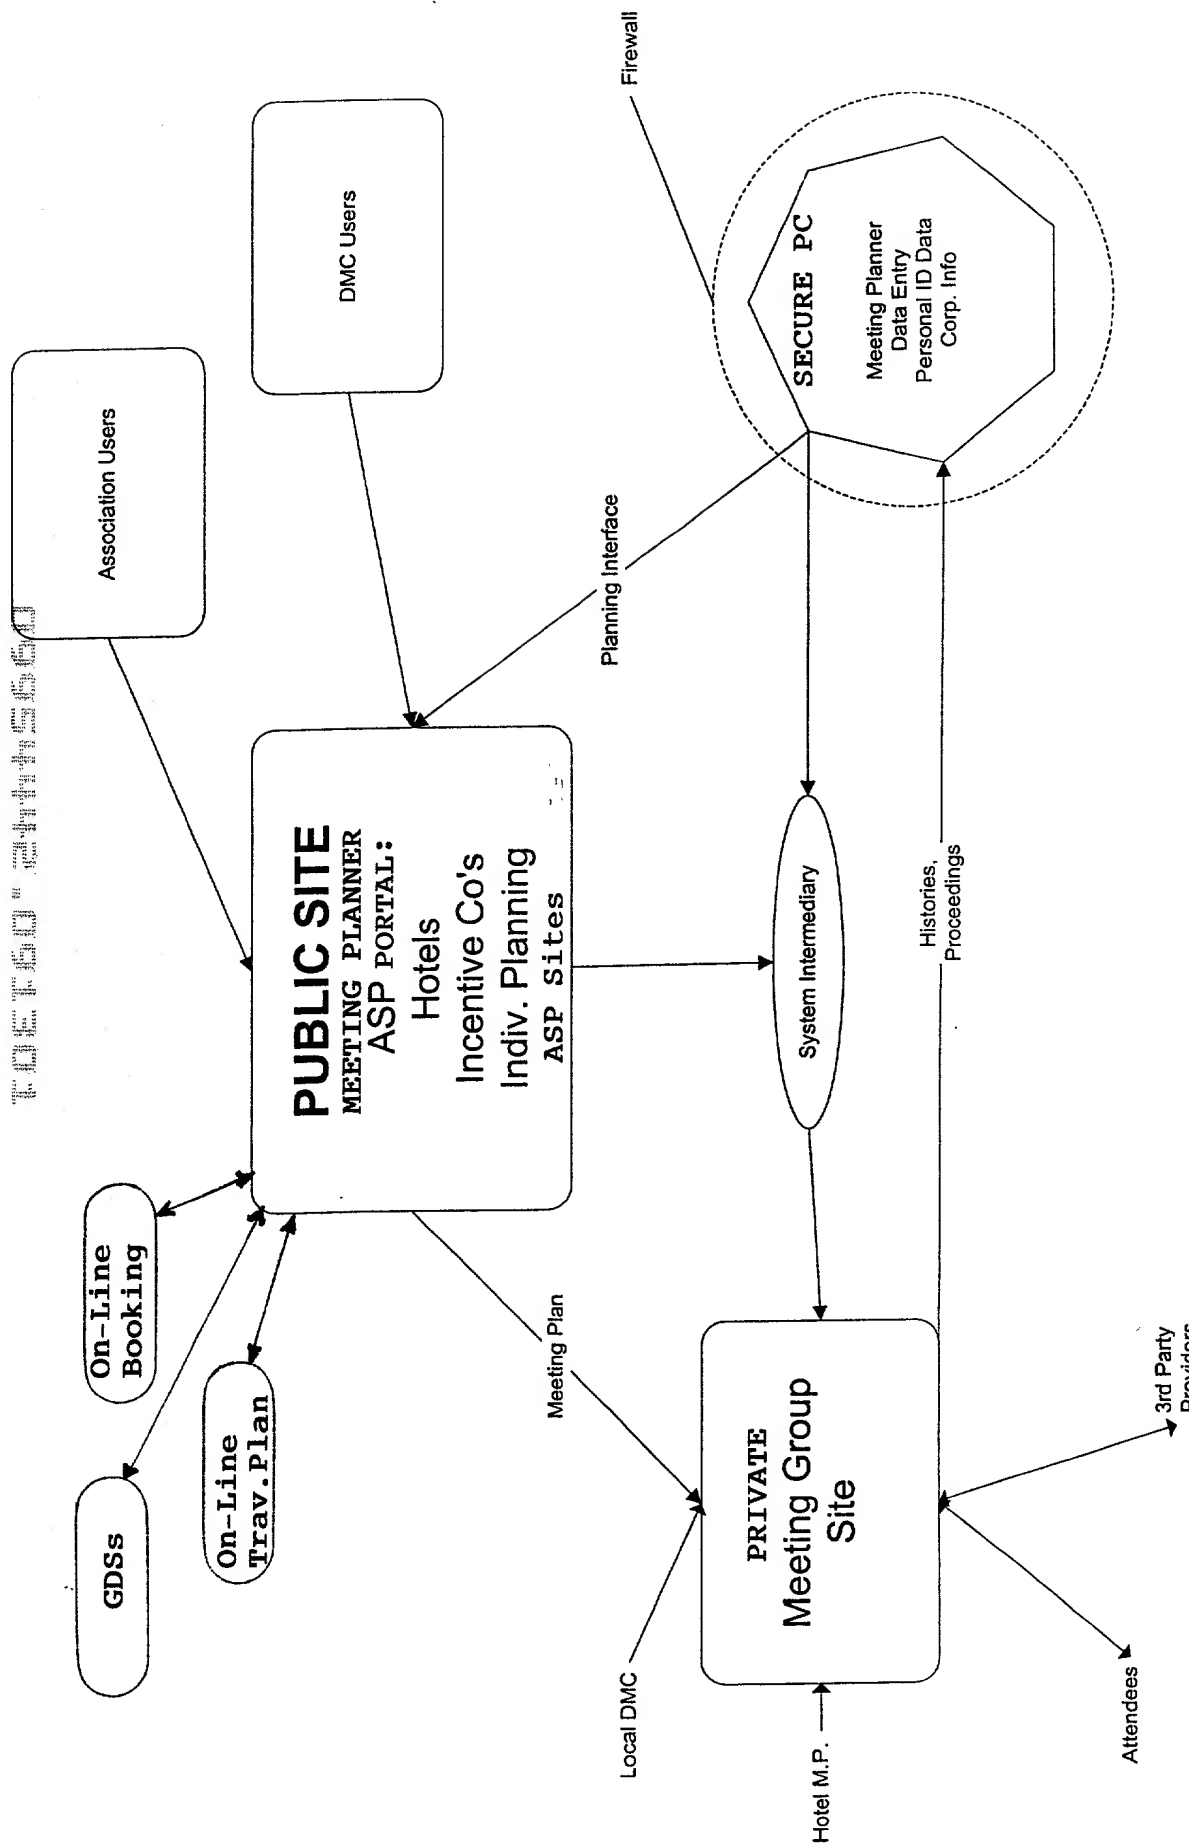 GDSs
On-Line
Booking
On-Line
Trav.Plan
Association Users
DMC Users
PUBLIC SITE
MEETING PLANNER
ASP PORTAL:
Hotels
Incentive Co's
Indiv. Planning
ASP Sites
Local DMC
Meeting Plan
Planning Interface
Firewall
Hotel M.P.
PRIVATE
Meeting Group
Site
System Intermediary
SECURE PC
Meeting Planner
Data Entry
Personal ID Data
Corp. Info
Histories,
Proceedings
Attendees
3rd Party
Providers